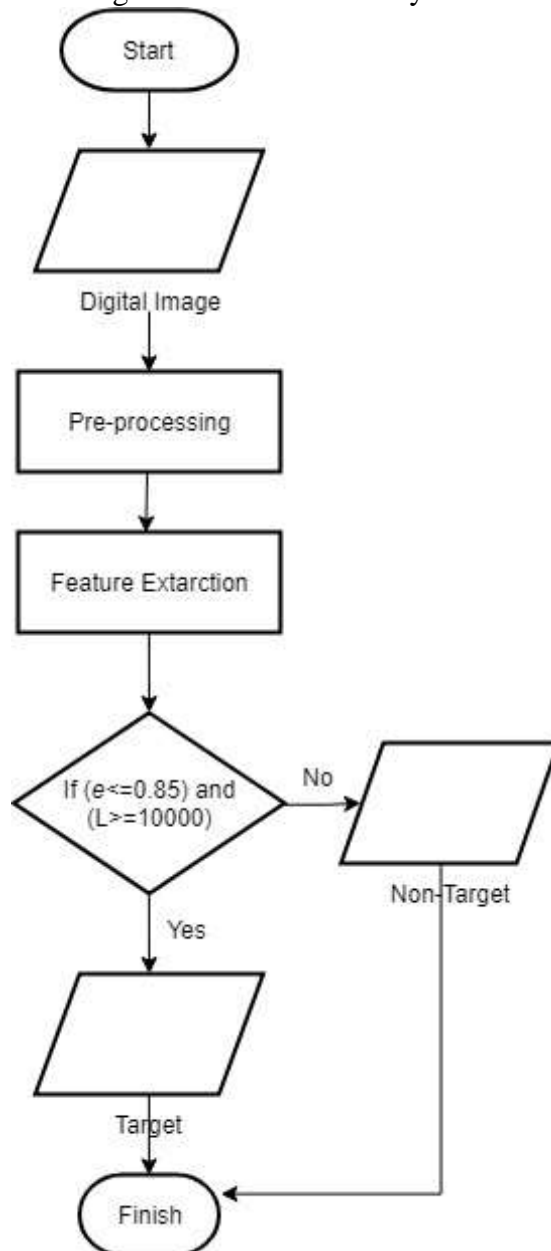 Start
Digital Image
Pre-processing
Feature Extarction
If (e<=0.85) and
(L>=10000)
No
Non-Target
Yes
Target
Finish